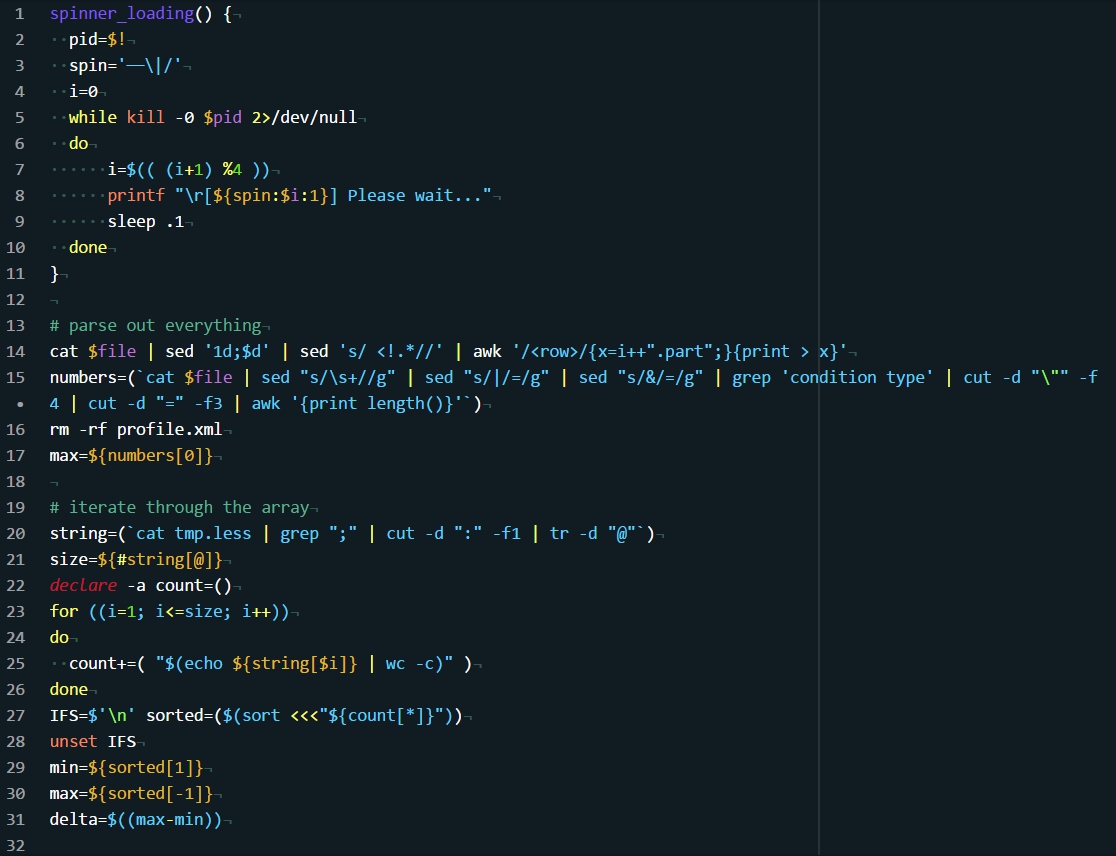 1 spinner_loading() {¬
2 ··pid=$!¬
3 ··spin='—\|/'¬
4 ··i=0¬
5 ··while kill -0 $pid 2>/dev/null¬
6 ··do¬
7 ······i=$(( (i+1) %4 ))¬
8 ······printf "\r[${spin:$i:1}] Please wait..."¬
9 ······sleep .1¬
10 ··done¬
11 }¬
12 ¬
13 # parse out everything¬
14 cat $file | sed '1d;$d' | sed 's/ <!.*//' | awk '/<row>/{x=i++".part";}{print > x}'¬
15 numbers=(`cat $file | sed "s/\s+//g" | sed "s/|/=/g" | sed "s/&/=/g" | grep 'condition type' | cut -d "\"" -f
• 4 | cut -d "=" -f3 | awk '{print length()}'`)¬
16 rm -rf profile.xml¬
17 max=${numbers[0]}¬
18 ¬
19 # iterate through the array¬
20 string=(`cat tmp.less | grep ";" | cut -d ":" -f1 | tr -d "@"`)¬
21 size=${#string[@]}¬
22 declare -a count=()¬
23 for ((i=1; i<=size; i++))¬
24 do¬
25 ··count+=( "$(echo ${string[$i]} | wc -c)" )¬
26 done¬
27 IFS=$'\n' sorted=($(sort <<<"${count[*]}"))¬
28 unset IFS¬
29 min=${sorted[1]}¬
30 max=${sorted[-1]}¬
31 delta=$((max-min))¬
32